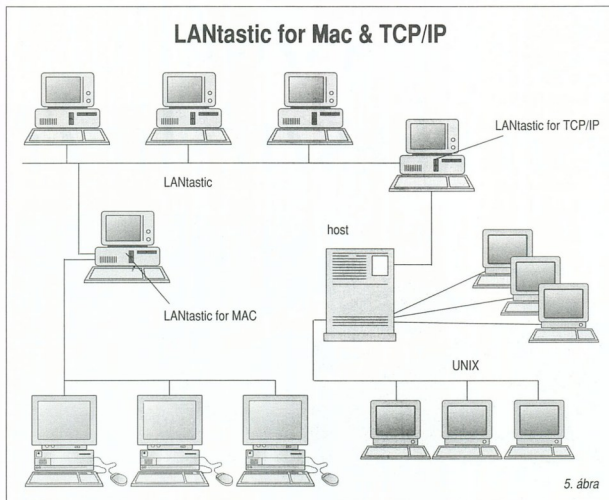 LANtastic for Mac & TCP/IP
LANtastic for TCP/IP
LANtastic
host
LANtastic for MAC
UNIX
5. ábra